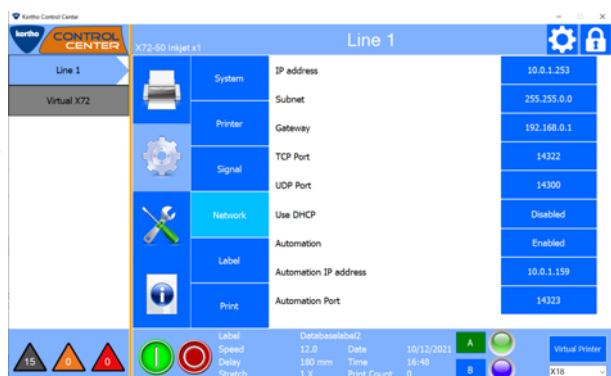 Kortho Control Center
kortho CONTROL CENTER
X72-50 Inkjet x1
Line 1
Line 1
Virtual X72
System
Printer
Signal
Network
Label
Print
IP address 10.0.1.253
Subnet 255.255.0.0
Gateway 192.168.0.1
TCP Port 14322
UDP Port 14300
Use DHCP Disabled
Automation Enabled
Automation IP address 10.0.1.159
Automation Port 14323
15 0 0
Label Databaselabel2
Speed 12.0 Date 10/12/2021
Delay 180 mm Time 16:48
Stretch 1 X Print Count 0
A
B
Virtual Printer
X18